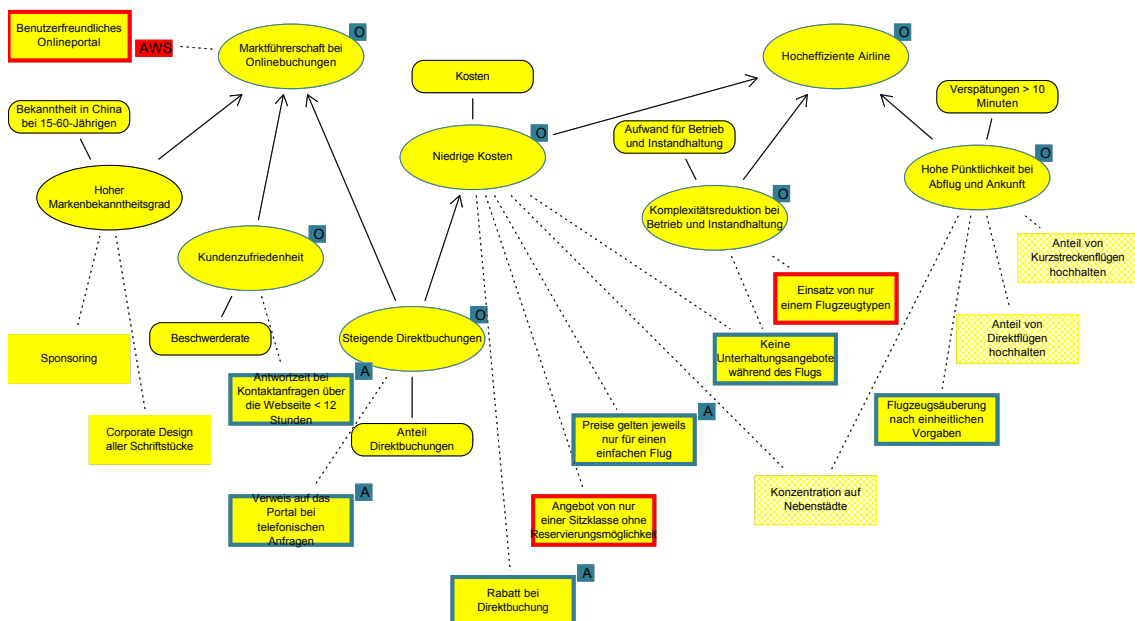 Benutzerfreundliches
Onlineportal
AWS
O
Marktführerschaft bei
Onlinebuchungen
O
Hocheffiziente Airline
Kosten
Verspätungen > 10
Minuten
Bekanntheit in China
bei 15-60-Jährigen
O
Niedrige Kosten
Aufwand für Betrieb
und Instandhaltung
O
Hohe Pünktlichkeit bei
Abflug und Ankunft
Hoher
Markenbekanntheitsgrad
O
Komplexitätsreduktion bei
Betrieb und Instandhaltung
O
Kundenzufriedenheit
Anteil von
Kurzstreckenflügen
hochhalten
Einsatz von nur
einem Flugzeugtypen
O
Steigende Direktbuchungen
Beschwerderate
Sponsoring
Keine
Unterhaltungsangebote
während des Flugs
Anteil von
Direktflügen
hochhalten
A
Antwortzeit bei
Kontaktanfragen über
die Webseite < 12
Stunden
Anteil
Direktbuchungen
A
Preise gelten jeweils
nur für einen
einfachen Flug
Flugzeugsäuberung
nach einheitlichen
Vorgaben
Corporate Design
aller Schriftstücke
A
Verweis auf das
Portal bei
telefonischen
Anfragen
Angebot von nur
einer Sitzklasse ohne
Reservierungsmöglichkeit
Konzentration auf
Nebenstädte
A
Rabatt bei
Direktbuchung